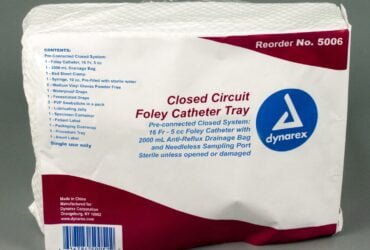 Reorder No. 5006
CONTENTS:
Pre-Connected Closed System:
1 - Foley Catheter, 16 Fr, 5 cc
1 - 2000 mL Drainage Bag
1 - Bed Sheet Clamp
1 - Syringe, 10 cc, Pre-filled with sterile water
1 - Medium Vinyl Gloves Powder Free
1 - Waterproof Drape
1 - Fenestrated Drape
1 - PVP Swabsticks in a pack
1 - Lubricating Jelly
1 - Specimen Container
1 - Patient Label
1 - Packaging Overwrap
1 - Procedure Tray
1 - Insert Label
Single use only
Closed Circuit
Foley Catheter Tray
Pre-connected Closed System:
16 Fr - 5 cc Foley Catheter with
2000 mL Anti-Reflux Drainage Bag
and Needleless Sampling Port
Sterile unless opened or damaged
dynarex
Made in China
Manufactured for:
Dynarex Corporation
Orangeburg, NY 10962
www.dynarex.com